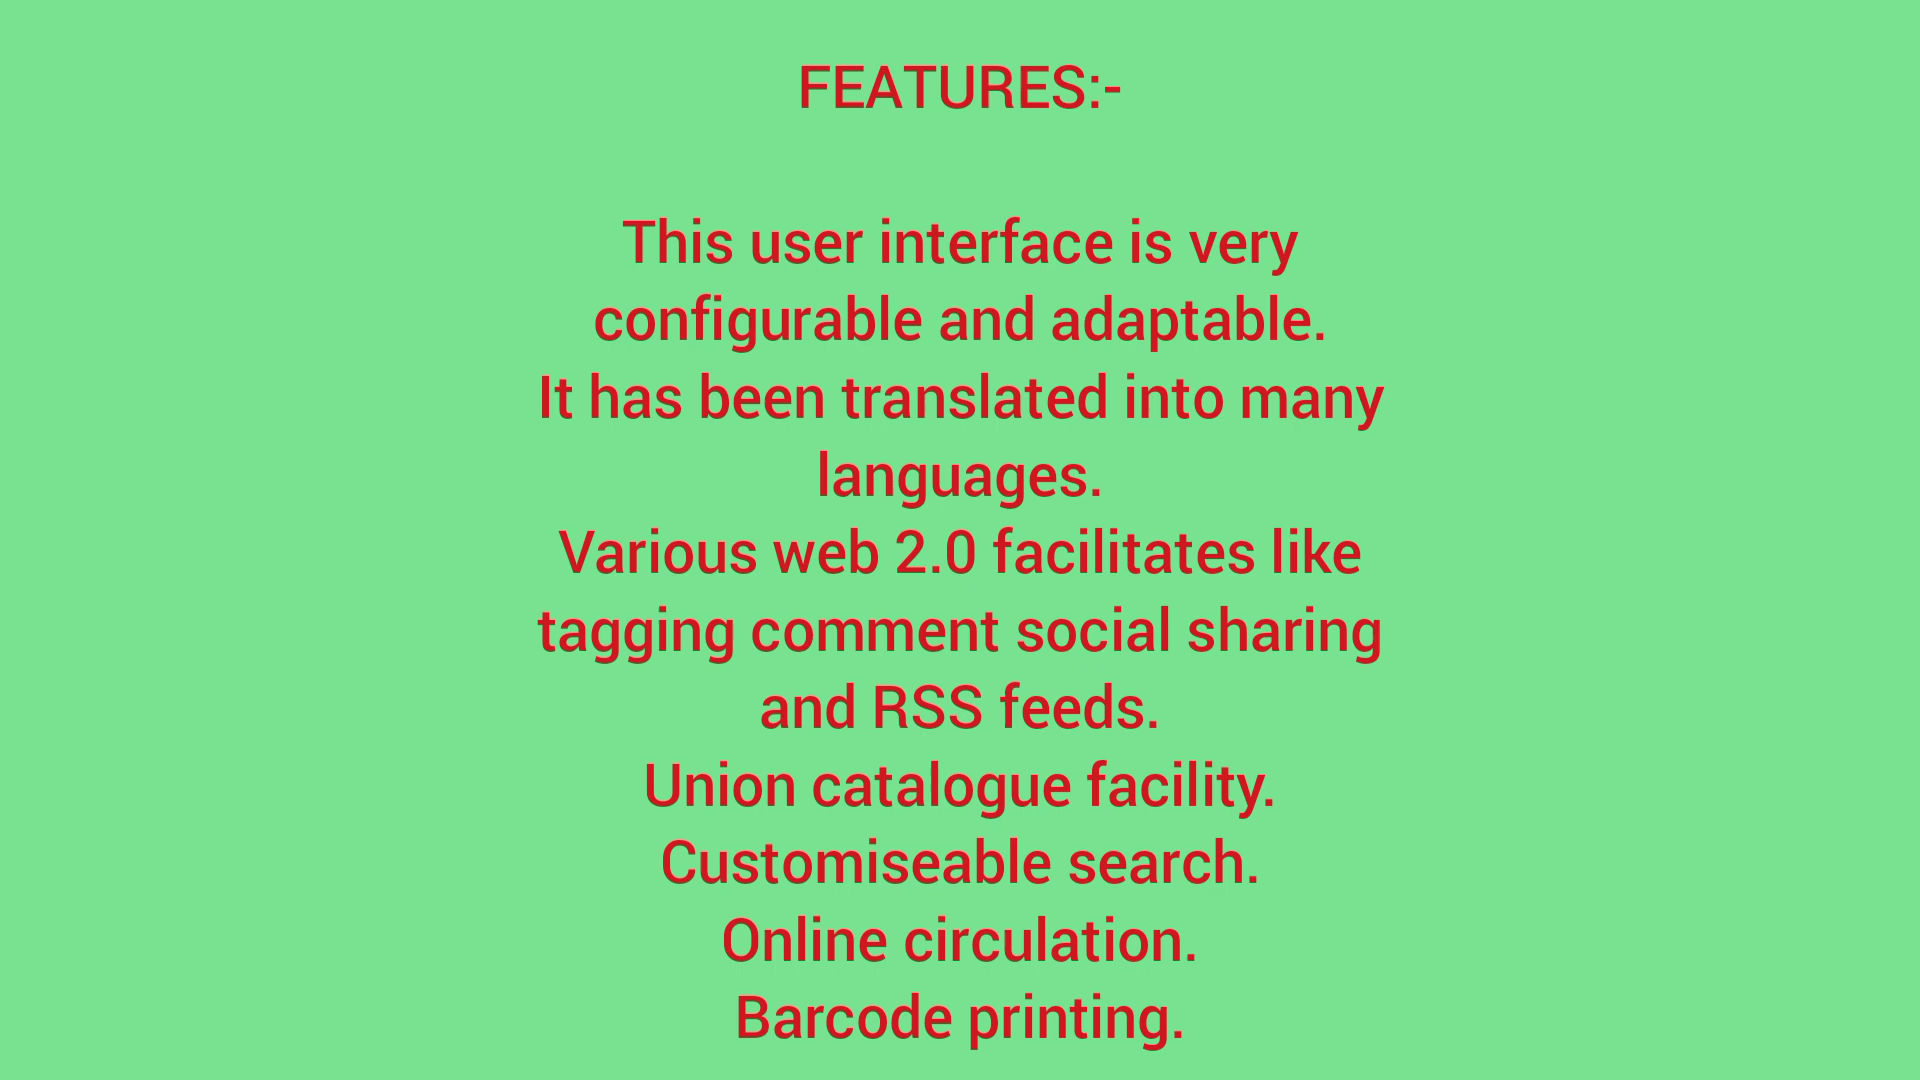 FEATURES:-
This user interface is very
configurable and adaptable.
It has been translated into many
languages.
Various web 2.0 facilitates like
tagging comment social sharing
and RSS feeds.
Union catalogue facility.
Customiseable search.
Online circulation.
Barcode printing.